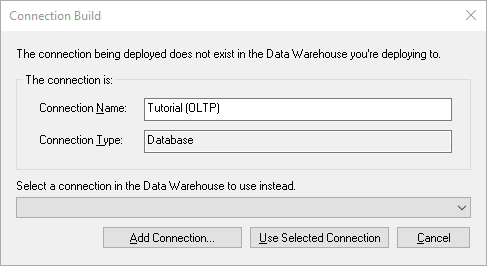 Connection Build
The connection being deployed does not exist in the Data Warehouse you're deploying to.
The connection is:
Connection Name: Tutorial (OLTP)
Connection Type: Database
Select a connection in the Data Warehouse to use instead.
Add Connection... Use Selected Connection Cancel